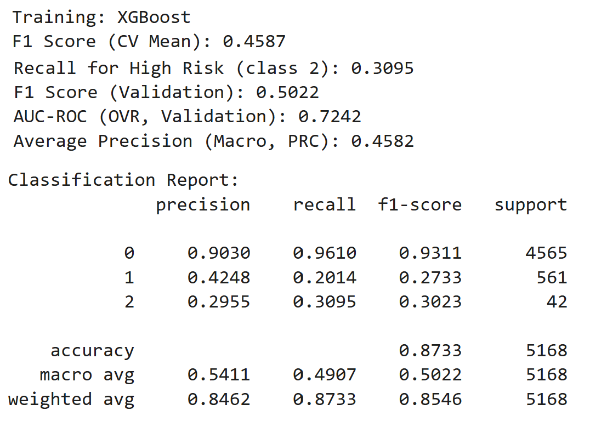 Training: XGBoost
F1 Score (CV Mean): 0.4587
Recall for High Risk (class 2): 0.3095
F1 Score (Validation): 0.5022
AUC-ROC (OVR, Validation): 0.7242
Average Precision (Macro, PRC): 0.4582
Classification Report:
precision recall f1-score support
0 0.9030 0.9610 0.9311 4565
1 0.4248 0.2014 0.2733 561
2 0.2955 0.3095 0.3023 42
accuracy 0.8733 5168
macro avg 0.5411 0.4907 0.5022 5168
weighted avg 0.8462 0.8733 0.8546 5168